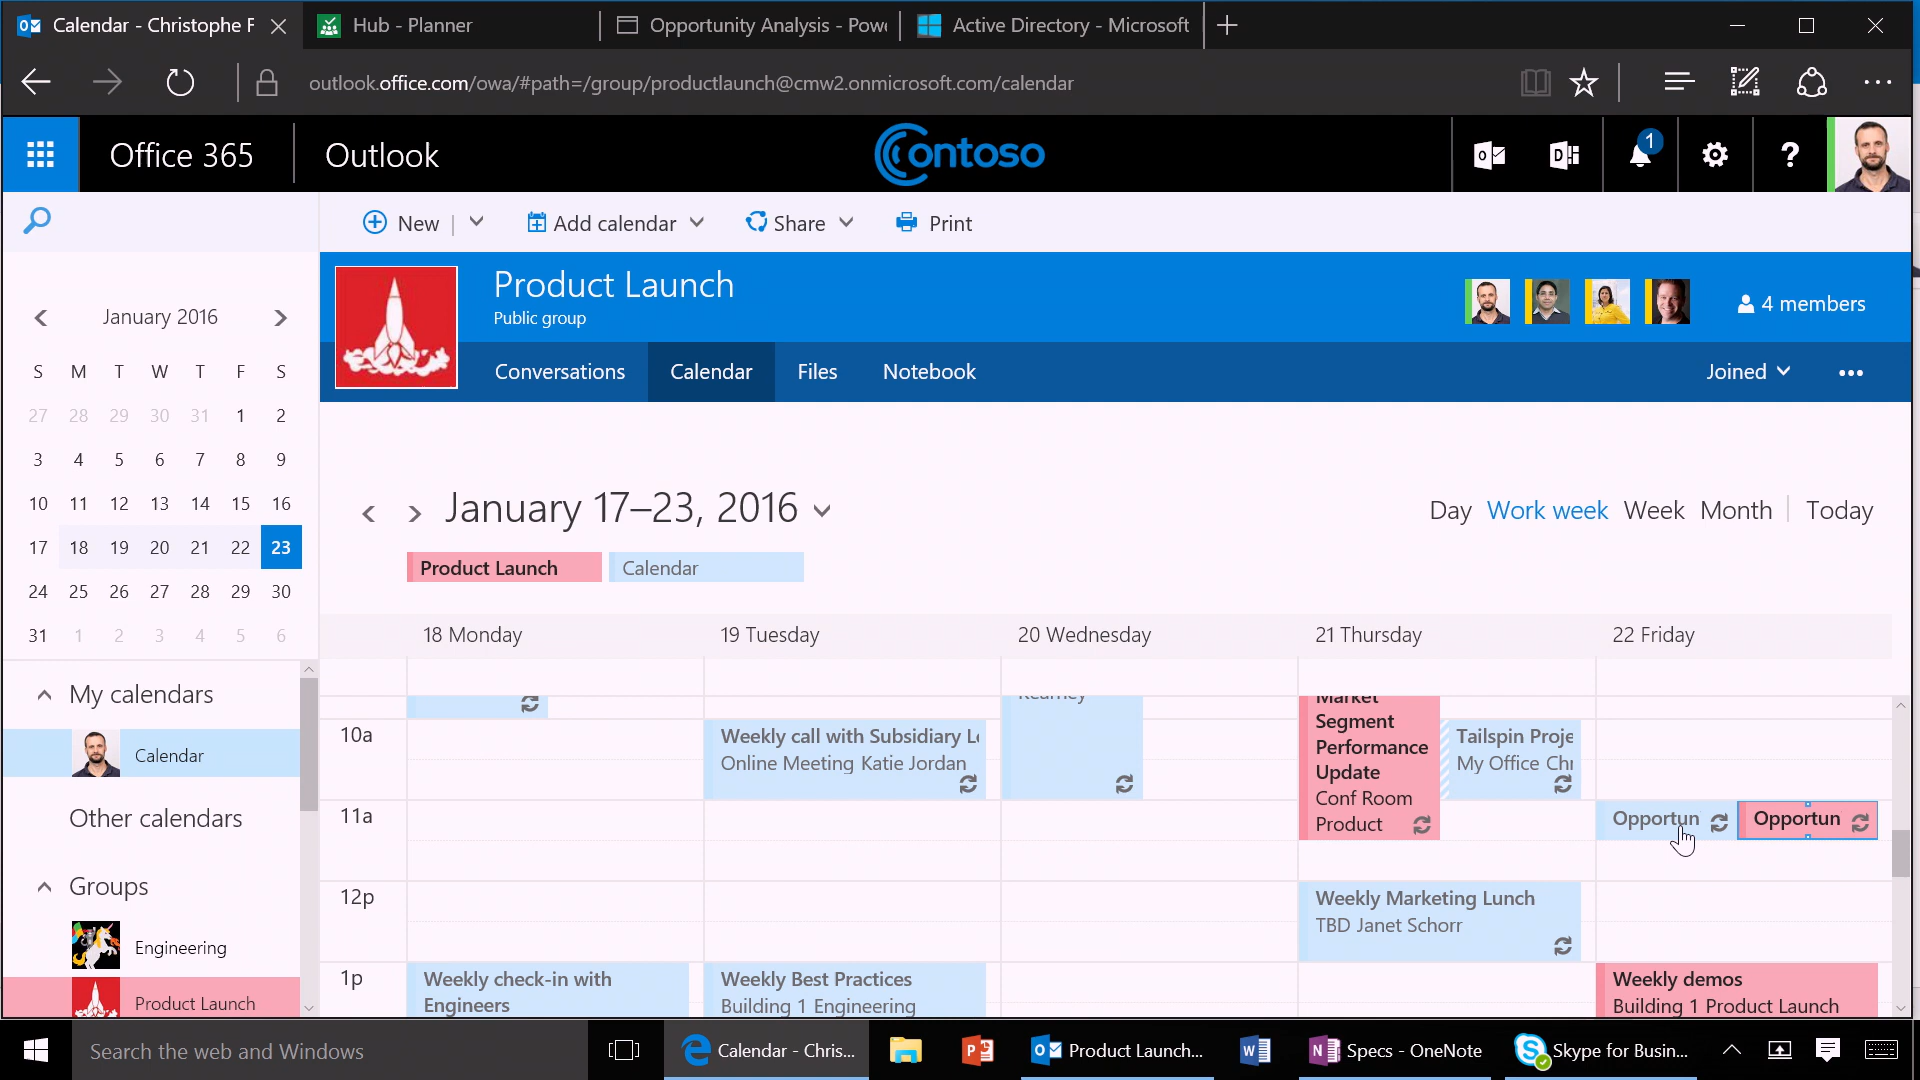 Calendar - Christophe F
Hub - Planner
Opportunity Analysis - Pow
Active Directory - Microsoft
outlook.office.com/owa/#path=/group/productlaunch@cmw2.onmicrosoft.com/calendar
Office 365
Outlook
Contoso
1
?
New
Add calendar
Share
Print
Product Launch
Public group
4 members
Conversations
Calendar
Files
Notebook
Joined
January 2016
S M T W T F S
27 28 29 30 31 1 2
3 4 5 6 7 8 9
10 11 12 13 14 15 16
17 18 19 20 21 22 23
24 25 26 27 28 29 30
31 1 2 3 4 5 6
My calendars
Calendar
Other calendars
Groups
Engineering
Product Launch
January 17–23, 2016
Day Work week Week Month Today
Product Launch
Calendar
18 Monday
19 Tuesday
20 Wednesday
21 Thursday
22 Friday
10a
11a
12p
1p
Weekly call with Subsidiary Le
Online Meeting Katie Jordan
Kearney
Market
Segment
Performance
Update
Conf Room
Product
Tailspin Proje
My Office Chr
Opportun
Opportun
Weekly Marketing Lunch
TBD Janet Schorr
Weekly check-in with
Engineers
Weekly Best Practices
Building 1 Engineering
Weekly demos
Building 1 Product Launch
Search the web and Windows
Calendar - Chris...
Product Launch...
Specs - OneNote
Skype for Busin...